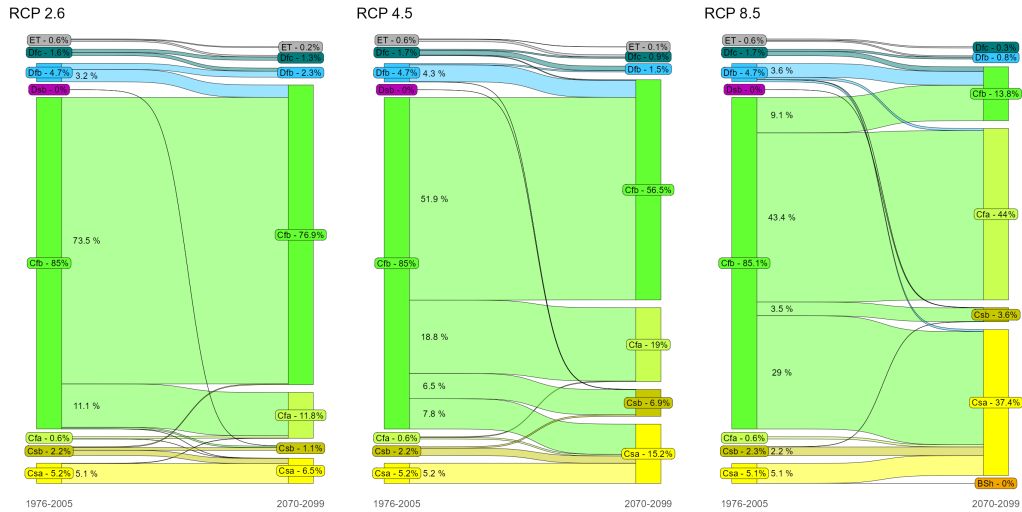 RCP 2.6
ET - 0.6%
Dfc - 1.6%
Dfb - 4.7%
3.2 %
Dsb - 0%
73.5 %
Cfb - 85%
11.1 %
Cfa - 0.6%
Csb - 2.2%
Csa - 5.2%
5.1 %
ET - 0.2%
Dfc - 1.3%
Dfb - 2.3%
Cfb - 76.9%
Cfa - 11.8%
Csb - 1.1%
Csa - 6.5%
1976-2005
2070-2099
RCP 4.5
ET - 0.6%
Dfc - 1.7%
Dfb - 4.7%
4.3 %
Dsb - 0%
51.9 %
Cfb - 85%
18.8 %
6.5 %
7.8 %
Cfa - 0.6%
Csb - 2.2%
Csa - 5.2%
5.2 %
ET - 0.1%
Dfc - 0.9%
Dfb - 1.5%
Cfb - 56.5%
Cfa - 19%
Csb - 6.9%
Csa - 15.2%
1976-2005
2070-2099
RCP 8.5
ET - 0.6%
Dfc - 1.7%
Dfb - 4.7%
3.6 %
Dsb - 0%
9.1 %
43.4 %
Cfb - 85.1%
3.5 %
29 %
Cfa - 0.6%
Csb - 2.3%
2.2 %
Csa - 5.1%
5.1 %
Dfc - 0.3%
Dfb - 0.8%
Cfb - 13.8%
Cfa - 44%
Csb - 3.6%
Csa - 37.4%
BSh - 0%
1976-2005
2070-2099